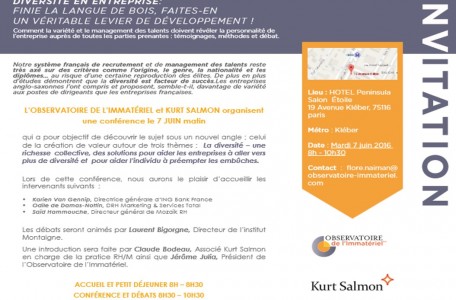 DIVERSITÉ EN ENTREPRISE:
FINIE LA LANGUE DE BOIS, FAITES-EN
UN VÉRITABLE LEVIER DE DÉVELOPPEMENT !
Comment la variété et le management des talents doivent révéler la personnalité de
l'entreprise auprès de toutes les parties prenantes : témoignages, méthodes et débat.
Notre système français de recrutement et de management des talents reste
très axé sur des critères comme l'origine, le genre, la nationalité et les
diplômes... au risque d'une certaine reproduction des élites. De plus en plus
d'études démontrent que la diversité est facteur de succès.Les entreprises
anglo-saxonnes l'ont compris et proposent, semble-t-il, davantage de variété
aux postes de dirigeants que les entreprises françaises.
L'OBSERVATOIRE DE L'IMMATÉRIEL et KURT SALMON organisent
une conférence le 7 JUIN matin
qui a pour objectif de découvrir le sujet sous un nouvel angle ; celui
de la création de valeur autour de trois thèmes : La diversité – une
richesse collective, des solutions pour aider les entreprises à aller vers
plus de diversité et pour aider l'individu à préempter les embûches.
Lors de cette conférence, nous aurons le plaisir d'accueillir les
intervenants suivants :
• Karien Van Gennip, Directrice générale d'ING Bank France
• Odile de Damas-Nottin, DRH Marketing & Services Total
• Saïd Hammouche, Directeur général de Mozaïk RH
Les débats seront animés par Laurent Bigorgne, Directeur de l'Institut
Montaigne.
Une introduction sera faite par Claude Bodeau, Associé Kurt Salmon
en charge de la pratice RH/M ainsi que Jérôme Julia, Président de
l'Observatoire de l'Immatériel.
ACCUEIL ET PETIT DÉJEUNER 8H – 8H30
CONFÉRENCE ET DÉBATS 8H30 – 10H30
INVITATION
Lieu : HOTEL Peninsula
Salon Étoile
19 Avenue Kléber, 75116
paris
Métro : Kléber
Date : Mardi 7 juin 2016
8h - 10h30
Contact : flore.naiman@
observatoire-immateriel.
com
OBSERVATOIRE
de l'Immatériel
Kurt Salmon